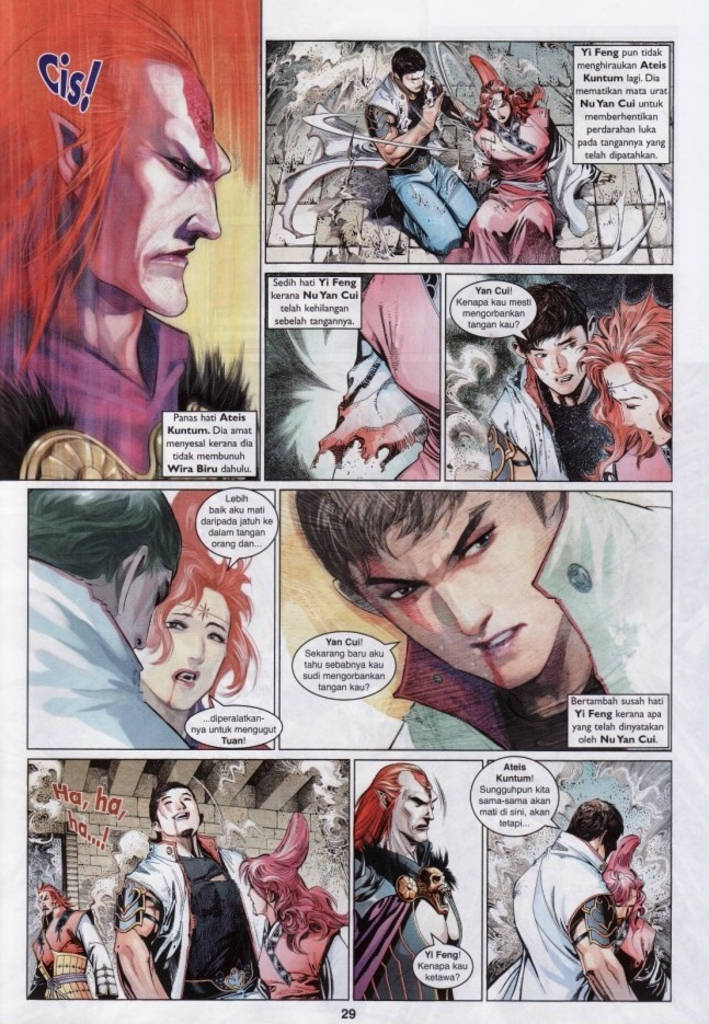 Cis!
Panas hati Ateis
Kuntum. Dia amat
menyesal kerana dia
tidak membunuh
Wira Biru dahulu.
Yi Feng pun tidak
menghiraukan Ateis
Kuntum lagi. Dia
mematikan mata urat
Nu Yan Cui untuk
memberhentikan
perdarahan luka
pada tangannya yang
telah dipatahkan.
Sedih hati Yi Feng
kerana Nu Yan Cui
telah kehilangan
sebelah tangannya.
Yan Cui!
Kenapa kau mesti
mengorbankan
tangan kau?
Lebih
baik aku mati
daripada jatuh ke
dalam tangan
orang dan...
...diperalatkan-
nya untuk mengugut
Tuan!
Yan Cui!
Sekarang baru aku
tahu sebabnya kau
sudi mengorbankan
tangan kau?
Bertambah susah hati
Yi Feng kerana apa
yang telah dinyatakan
oleh Nu Yan Cui.
Ha, ha,
ha...!
Yi Feng!
Kenapa kau
ketawa?
Ateis
Kuntum!
Sungguhpun kita
sama-sama akan
mati di sini, akan
tetapi...
29